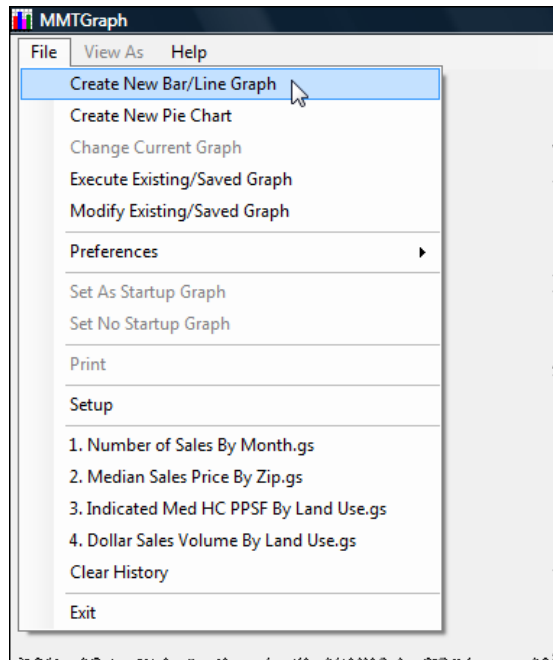 MMTGraph
File View As Help
Create New Bar/Line Graph
Create New Pie Chart
Change Current Graph
Execute Existing/Saved Graph
Modify Existing/Saved Graph
Preferences
Set As Startup Graph
Set No Startup Graph
Print
Setup
1. Number of Sales By Month.gs
2. Median Sales Price By Zip.gs
3. Indicated Med HC PPSF By Land Use.gs
4. Dollar Sales Volume By Land Use.gs
Clear History
Exit